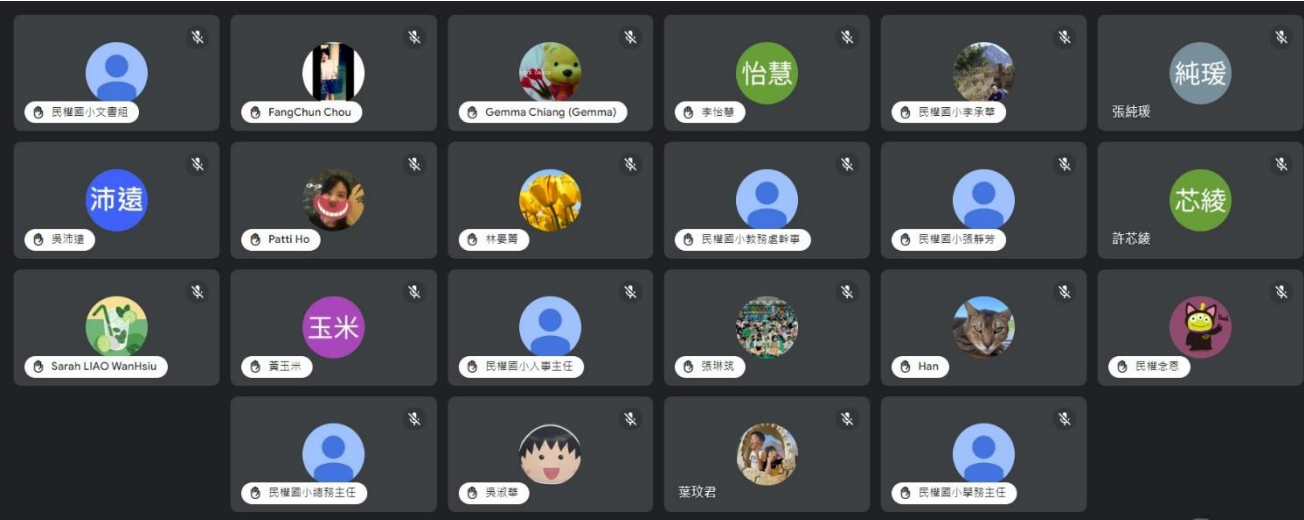 民權國小文書組
FangChun Chou
Gemma Chiang (Gemma)
怡慧
李怡慧
民權國小李承華
純瑗
張純瑗
沛遠
吳沛遠
Patti Ho
林晏菁
民權國小教務處幹事
民權國小張靜芳
芯綾
許芯綾
Sarah LIAO WanHsiu
玉米
黃玉米
民權國小人事主任
張琳筑
Han
民權念恩
民權國小總務主任
吳淑華
葉玟君
民權國小學務主任